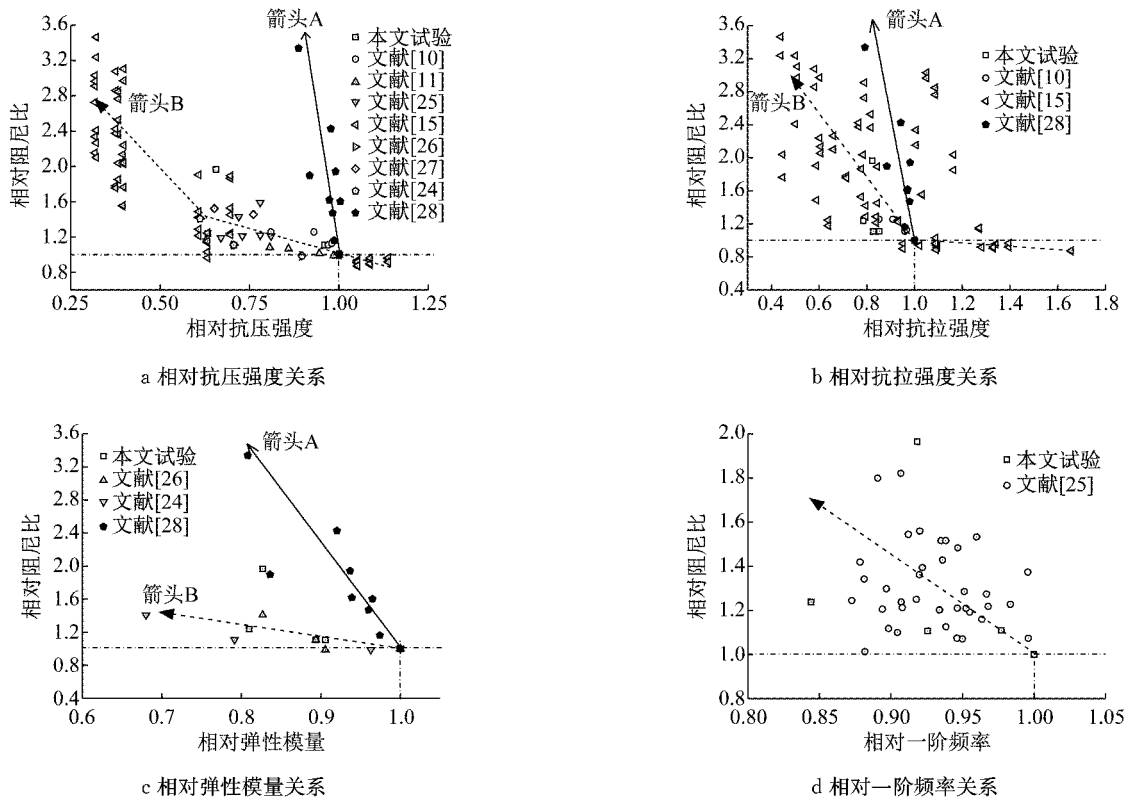 3.6
3.2
2.8
2.4
2.0
1.6
1.2
0.8
相对阻尼比
箭头A
箭头B
本文试验
文献[10]
文献[11]
文献[25]
文献[15]
文献[26]
文献[27]
文献[24]
文献[28]
0.25 0.50 0.75 1.00 1.25
相对抗压强度
a 相对抗压强度关系
3.6
3.2
2.8
2.4
2.0
1.6
1.2
0.8
0.4
相对阻尼比
箭头A
箭头B
本文试验
文献[10]
文献[15]
文献[28]
0.4 0.6 0.8 1.0 1.2 1.4 1.6 1.8
相对抗拉强度
b 相对抗拉强度关系
3.6
3.2
2.8
2.4
2.0
1.6
1.2
0.8
0.4
相对阻尼比
箭头A
箭头B
本文试验
文献[26]
文献[24]
文献[28]
0.6 0.7 0.8 0.9 1.0
相对弹性模量
c 相对弹性模量关系
2.0
1.8
1.6
1.4
1.2
1.0
0.8
相对阻尼比
本文试验
文献[25]
0.80 0.85 0.90 0.95 1.00 1.05
相对一阶频率
d 相对一阶频率关系